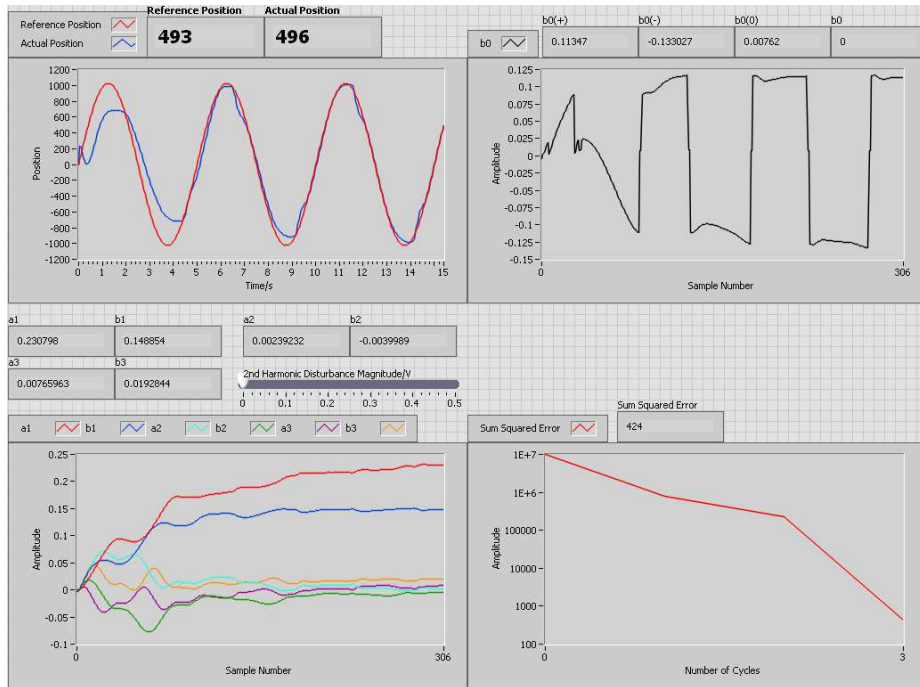 Reference Position
Actual Position
Reference Position
493
Actual Position
496
1200
1000
800
600
400
200
0
-200
-400
-600
-800
-1000
-1200
Position
0 1 2 3 4 5 6 7 8 9 10 11 12 13 14 15
Time/s
b0
b0(+)
0.11347
b0(-)
-0.133027
b0(0)
0.00762
b0
0
0.125
0.1
0.075
0.05
0.025
0
-0.025
-0.05
-0.075
-0.1
-0.125
-0.15
Amplitude
0 306
Sample Number
a1
0.230798
b1
0.148854
a2
0.00239232
b2
-0.0039989
a3
0.00765963
b3
0.0192844
2nd Harmonic Disturbance Magnitude/V
0 0.1 0.2 0.3 0.4 0.5
a1 b1 a2 b2 a3 b3
0.25
0.2
0.15
0.1
0.05
0
-0.05
-0.1
Amplitude
0 306
Sample Number
Sum Squared Error
Sum Squared Error
424
1E+7
1E+6
100000
10000
1000
100
Amplitude
0 3
Number of Cycles